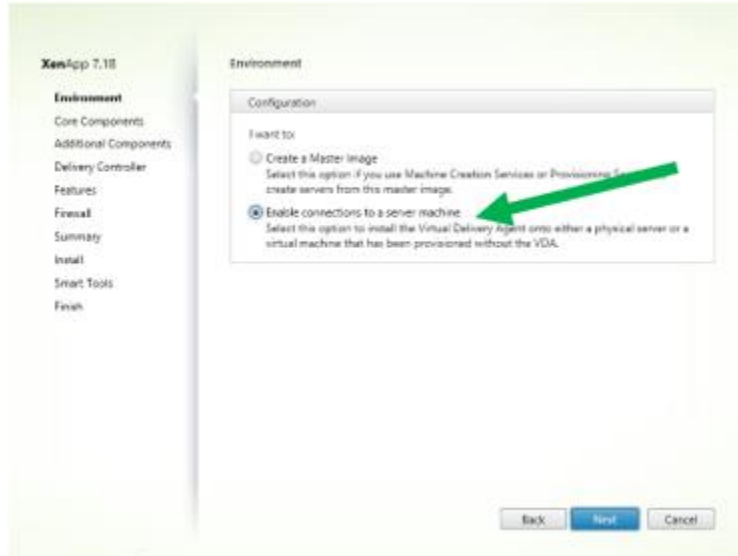 XenApp 7.18
Environment
Core Components
Additional Components
Delivery Controller
Features
Firewall
Summary
Install
Smart Tools
Finish
Environment
Configuration
I want to:
Create a Master Image
Select this option if you use Machine Creation Services or Provisioning
create servers from this master image.
Enable connections to a server machine
Select this option to install the Virtual Delivery Agent onto either a physical server or a
virtual machine that has been provisioned without the VDA.
Back
Next
Cancel